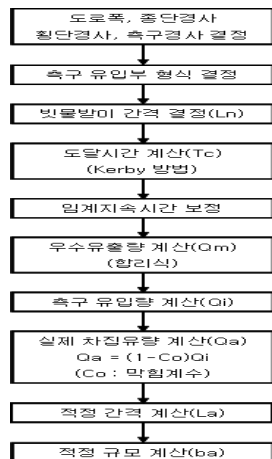 도로폭, 종단경사
횡단경사, 측구경사 결정
측구 유입부 형식 결정
빗물받이 간격 결정(Ln)
도달시간 계산(Tc)
(Kerby 방법)
임계지속시간 보정
우수유출량 계산(Qm)
(합리식)
측구 유입량 계산(Qi)
실제 차집유량 계산(Qa)
Qa = (1-Co)Qi
(Co : 막힘계수)
적정 간격 계산(La)
적정 규모 계산(ba)